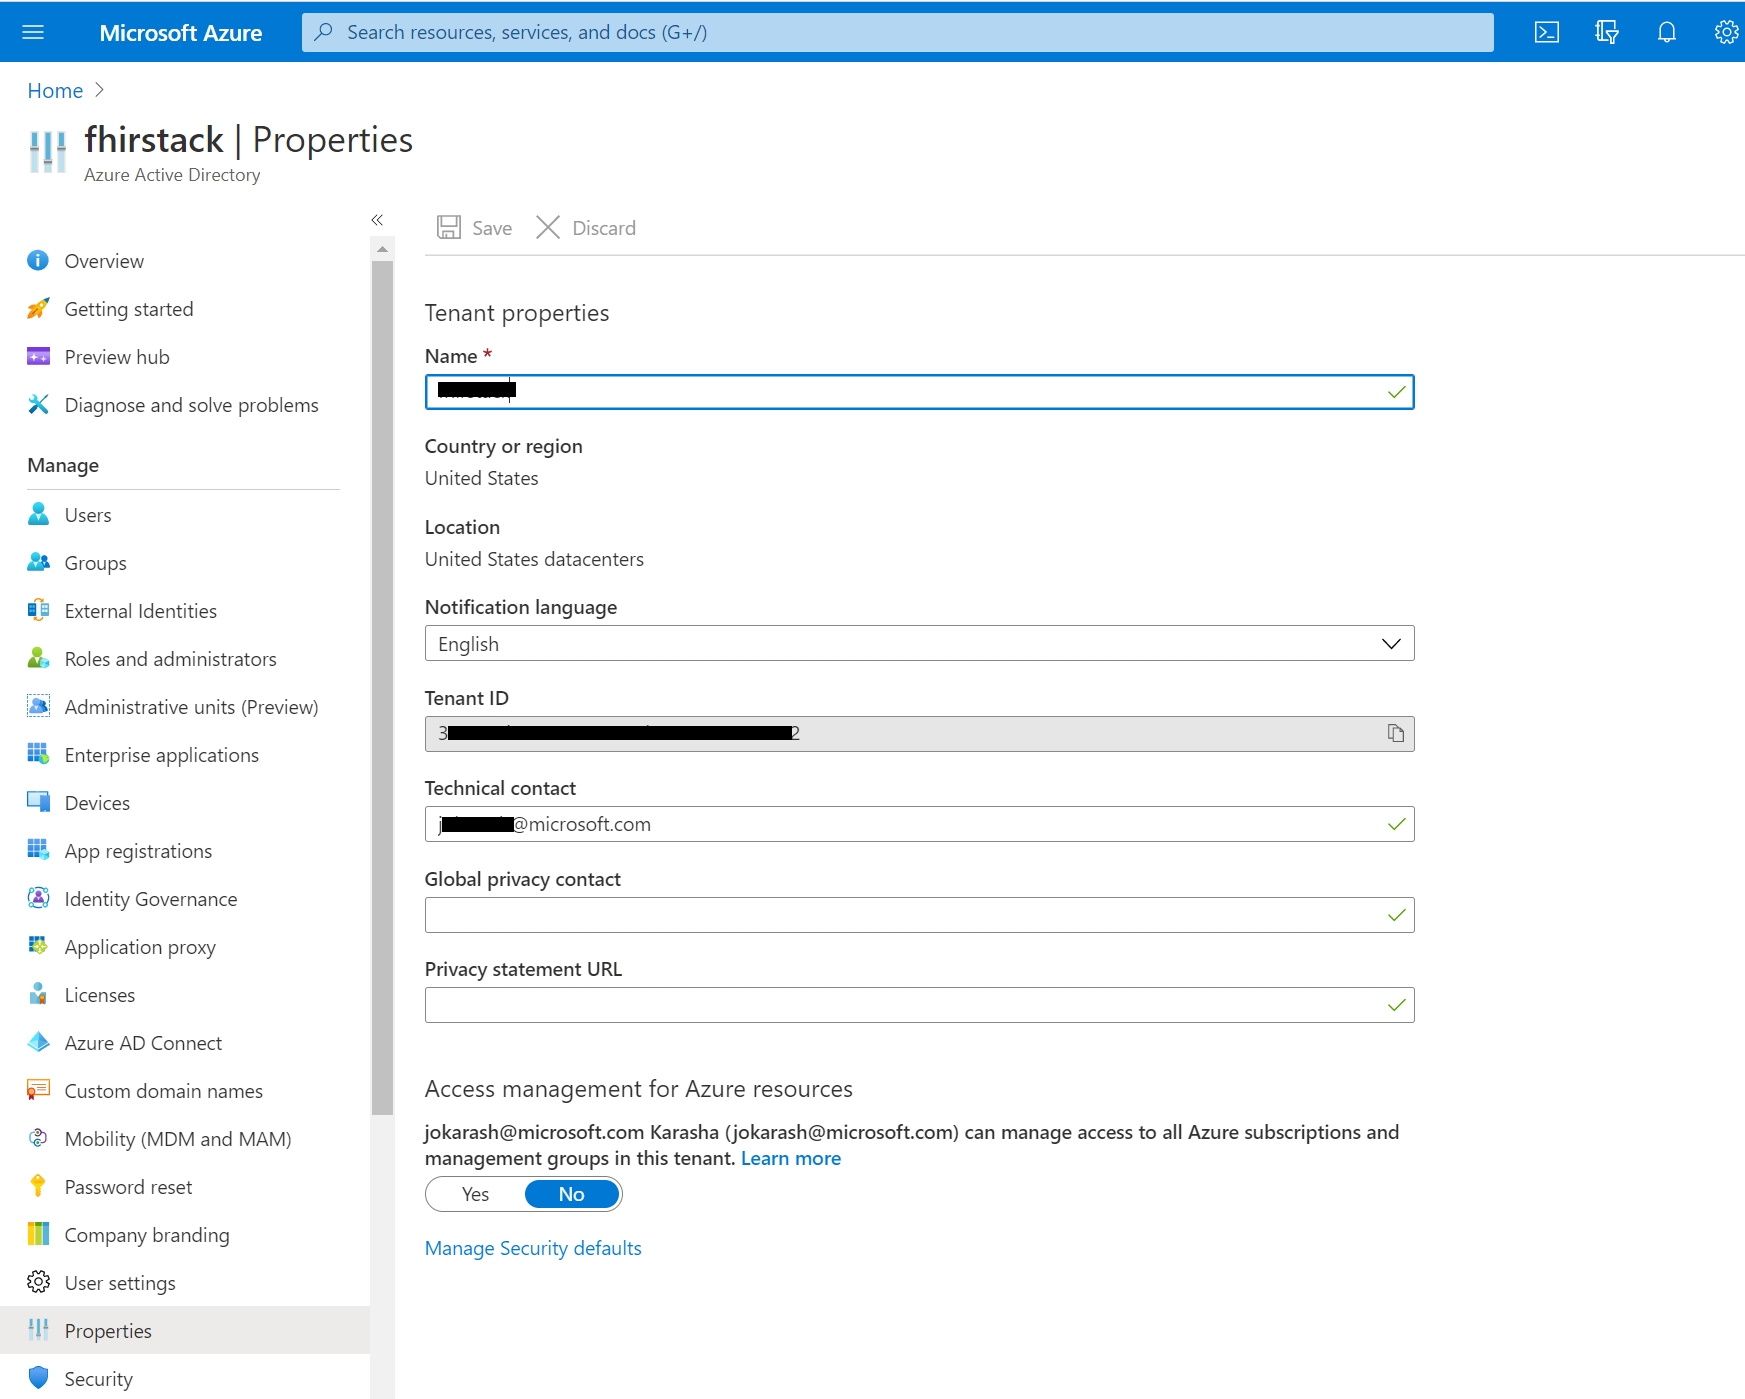 Microsoft Azure
Search resources, services, and docs (G+/)
Home
fhirstack | Properties
Azure Active Directory
Overview
Getting started
Preview hub
Diagnose and solve problems
Manage
Users
Groups
External Identities
Roles and administrators
Administrative units (Preview)
Enterprise applications
Devices
App registrations
Identity Governance
Application proxy
Licenses
Azure AD Connect
Custom domain names
Mobility (MDM and MAM)
Password reset
Company branding
User settings
Properties
Security
Save
Discard
Tenant properties
Name *
Country or region
United States
Location
United States datacenters
Notification language
English
Tenant ID
3 2
Technical contact
j @microsoft.com
Global privacy contact
Privacy statement URL
Access management for Azure resources
jokarash@microsoft.com Karasha (jokarash@microsoft.com) can manage access to all Azure subscriptions and
management groups in this tenant. Learn more
Yes
No
Manage Security defaults